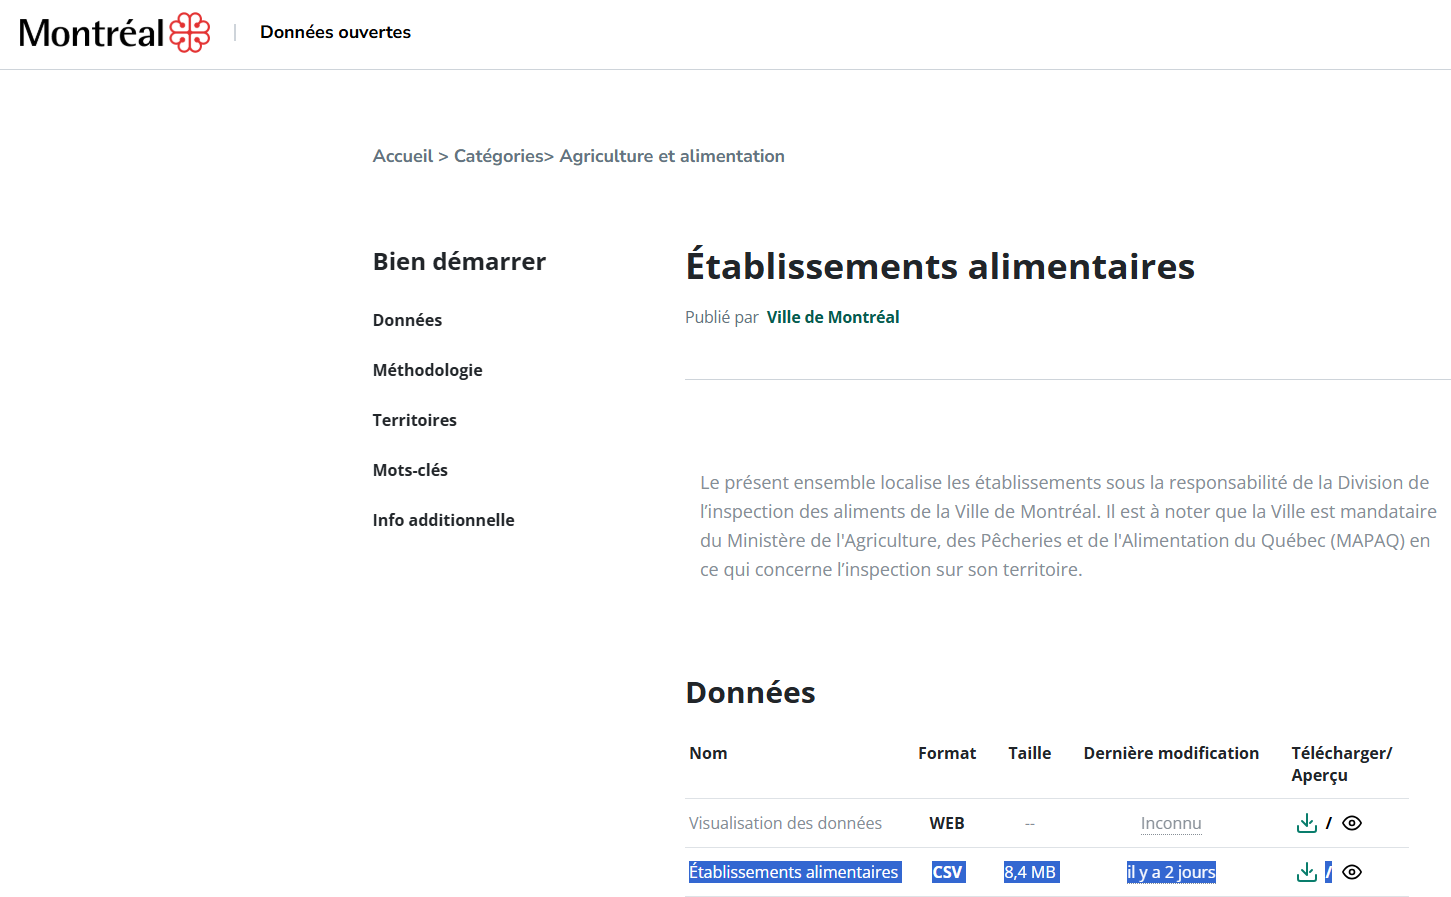 Montréal | Données ouvertes
Accueil > Catégories> Agriculture et alimentation
Bien démarrer
Données
Méthodologie
Territoires
Mots-clés
Info additionnelle
Établissements alimentaires
Publié par Ville de Montréal
Le présent ensemble localise les établissements sous la responsabilité de la Division de
l’inspection des aliments de la Ville de Montréal. Il est à noter que la Ville est mandataire
du Ministère de l'Agriculture, des Pêcheries et de l'Alimentation du Québec (MAPAQ) en
ce qui concerne l’inspection sur son territoire.
Données
Nom Format Taille Dernière modification Télécharger/
Aperçu
Visualisation des données WEB -- Inconnu /
Établissements alimentaires CSV 8,4 MB il y a 2 jours /